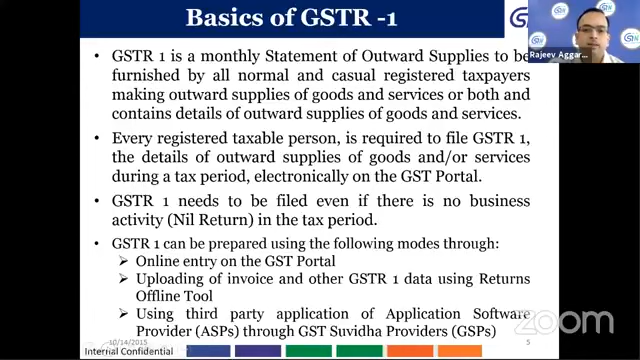 Basics of GSTR -1
GSTN
Rajeev Aggar...
• GSTR 1 is a monthly Statement of Outward Supplies to be
furnished by all normal and casual registered taxpayers
making outward supplies of goods and services or both and
contains details of outward supplies of goods and services.
• Every registered taxable person, is required to file GSTR 1,
the details of outward supplies of goods and/or services
during a tax period, electronically on the GST Portal.
• GSTR 1 needs to be filed even if there is no business
activity (Nil Return) in the tax period.
• GSTR 1 can be prepared using the following modes through:
➢ Online entry on the GST Portal
➢ Uploading of invoice and other GSTR 1 data using Returns
Offline Tool
➢ Using third party application of Application Software
Provider (ASPs) through GST Suvidha Providers (GSPs)
10/14/2015
5
zoom
Internal Confidential